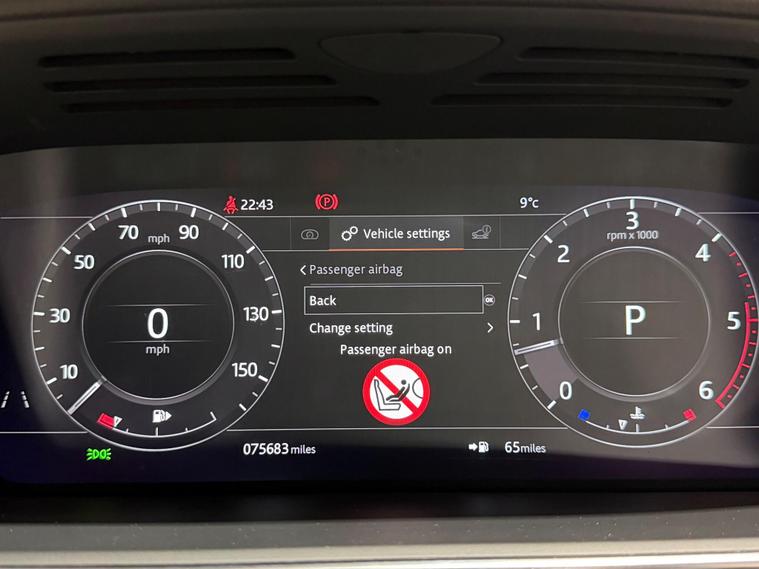 22:43
9°c
Vehicle settings
Passenger airbag
Back
OK
Change setting
Passenger airbag on
10
30
50
70
90
110
130
150
mph
0
mph
0
1
2
3
4
5
6
rpm x 1000
P
P
075683 miles
65 miles